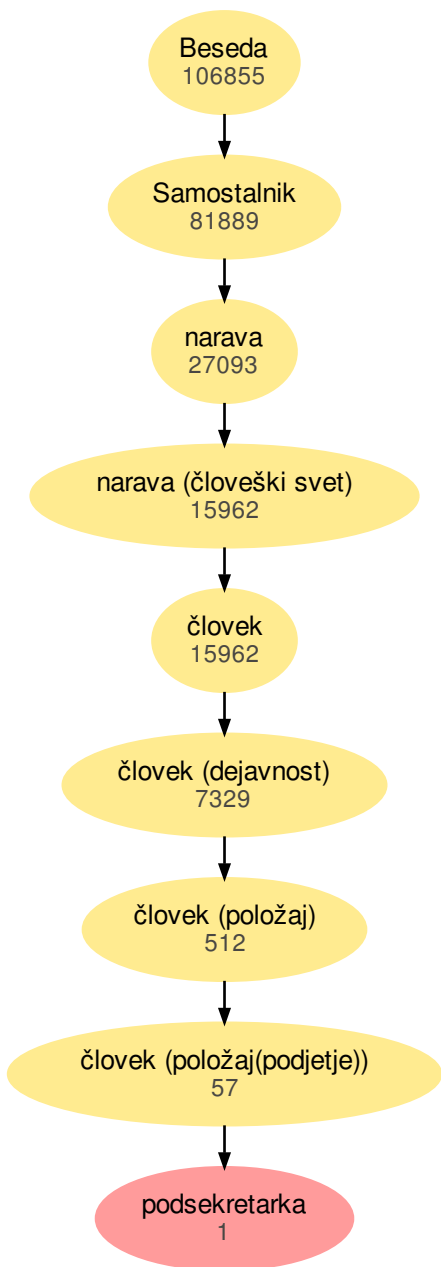 Beseda
106855
Samostalnik
81889
narava
27093
narava (človeški svet)
15962
človek
15962
človek (dejavnost)
7329
človek (položaj)
512
človek (položaj(podjetje))
57
podsekretarka
1